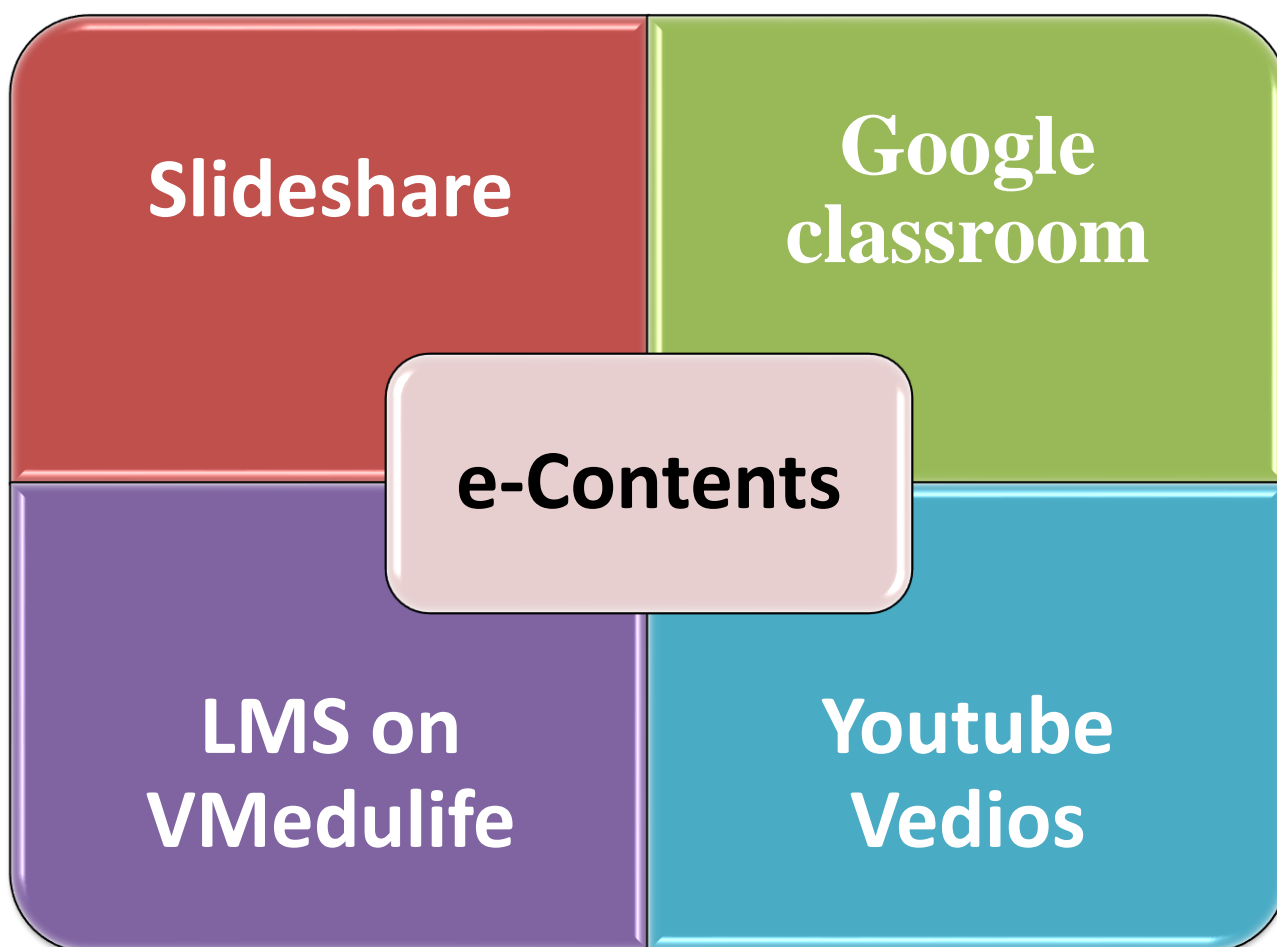 Slideshare
Google
classroom
e-Contents
LMS on
VMedulife
Youtube
Vedios